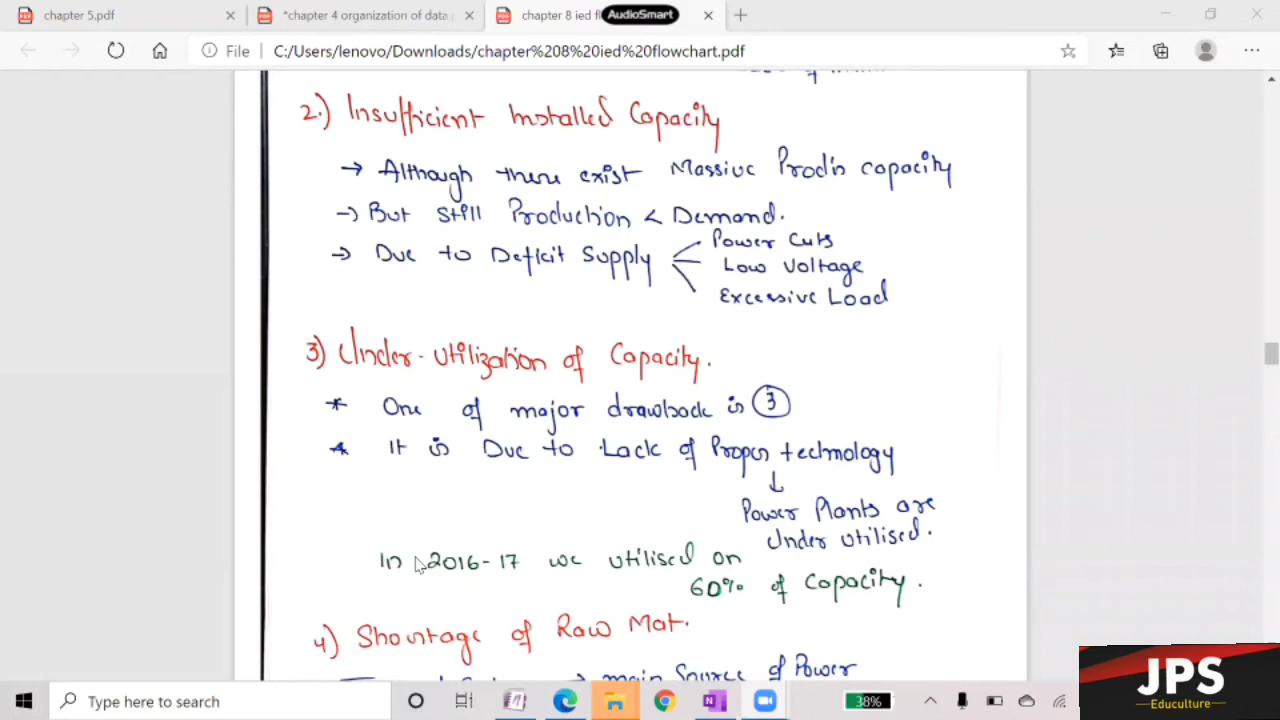 chapter 5.pdf
*chapter 4 organization of data
chapter 8 ied fl
AudioSmart
File
C:/Users/lenovo/Downloads/chapter%208%20ied%20flowchart.pdf
2.) Insufficient Installed Capacity
→ Although there exist Massive Prod'n capacity
→ But Still Production < Demand.
→ Due to Deficit Supply
Power Cuts
Low Voltage
Excessive Load
3) Under-utilization of Capacity.
* One of major drawback is 3
* It is Due to Lack of Proper technology
↓
Power Plants are
Under utilised.
In 2016-17 we utilised on
60% of Capacity.
4) Shortage of Raw Mat.
→ main Source of Power
Type here to search
38%
JPS
Educulture